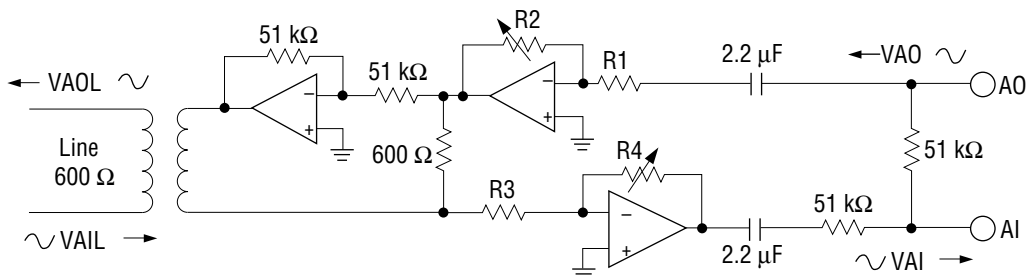 51 kΩ
R2
← VAOL ∿
51 kΩ
R1
2.2 µF
← VAO ∿
AO
−
+
−
+
Line
600 Ω
600 Ω
51 kΩ
R4
R3
−
+
51 kΩ
AI
∿ VAIL →
2.2 µF
∿ VAI →